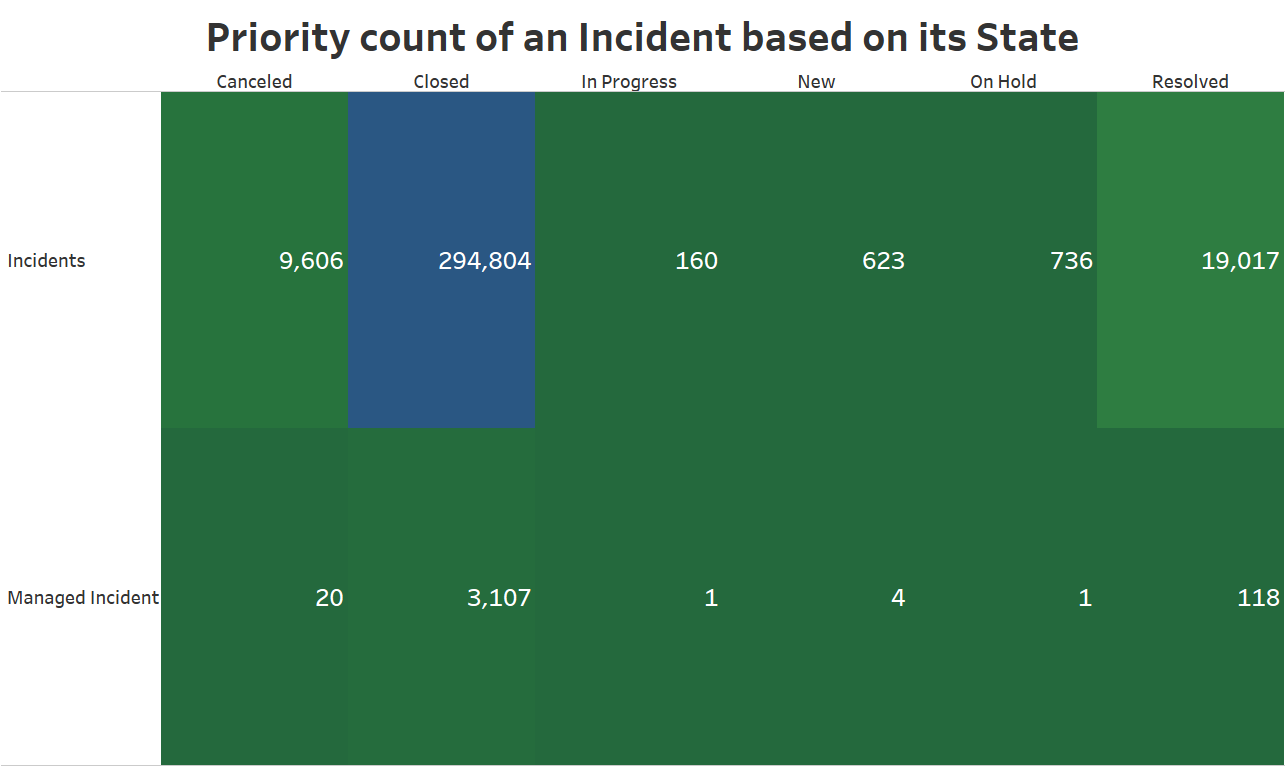 Priority count of an Incident based on its State
Canceled Closed In Progress New On Hold Resolved
Incidents 9,606 294,804 160 623 736 19,017
Managed Incident 20 3,107 1 4 1 118